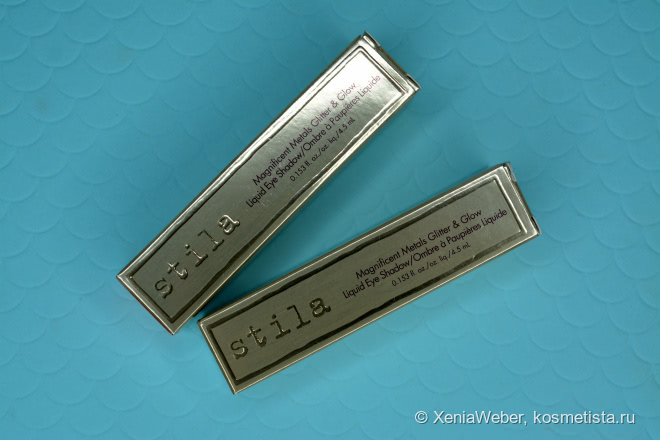 stila
Magnificent Metals Glitter & Glow
Liquid Eye Shadow/Ombre à Paupières Liquide
0.153 fl. oz/oz. liq/4.5 mL
stila
Magnificent Metals Glitter & Glow
Liquid Eye Shadow/Ombre à Paupières Liquide
0.153 fl. oz/oz. liq/4.5 mL
© XeniaWeber, kosmetista.ru